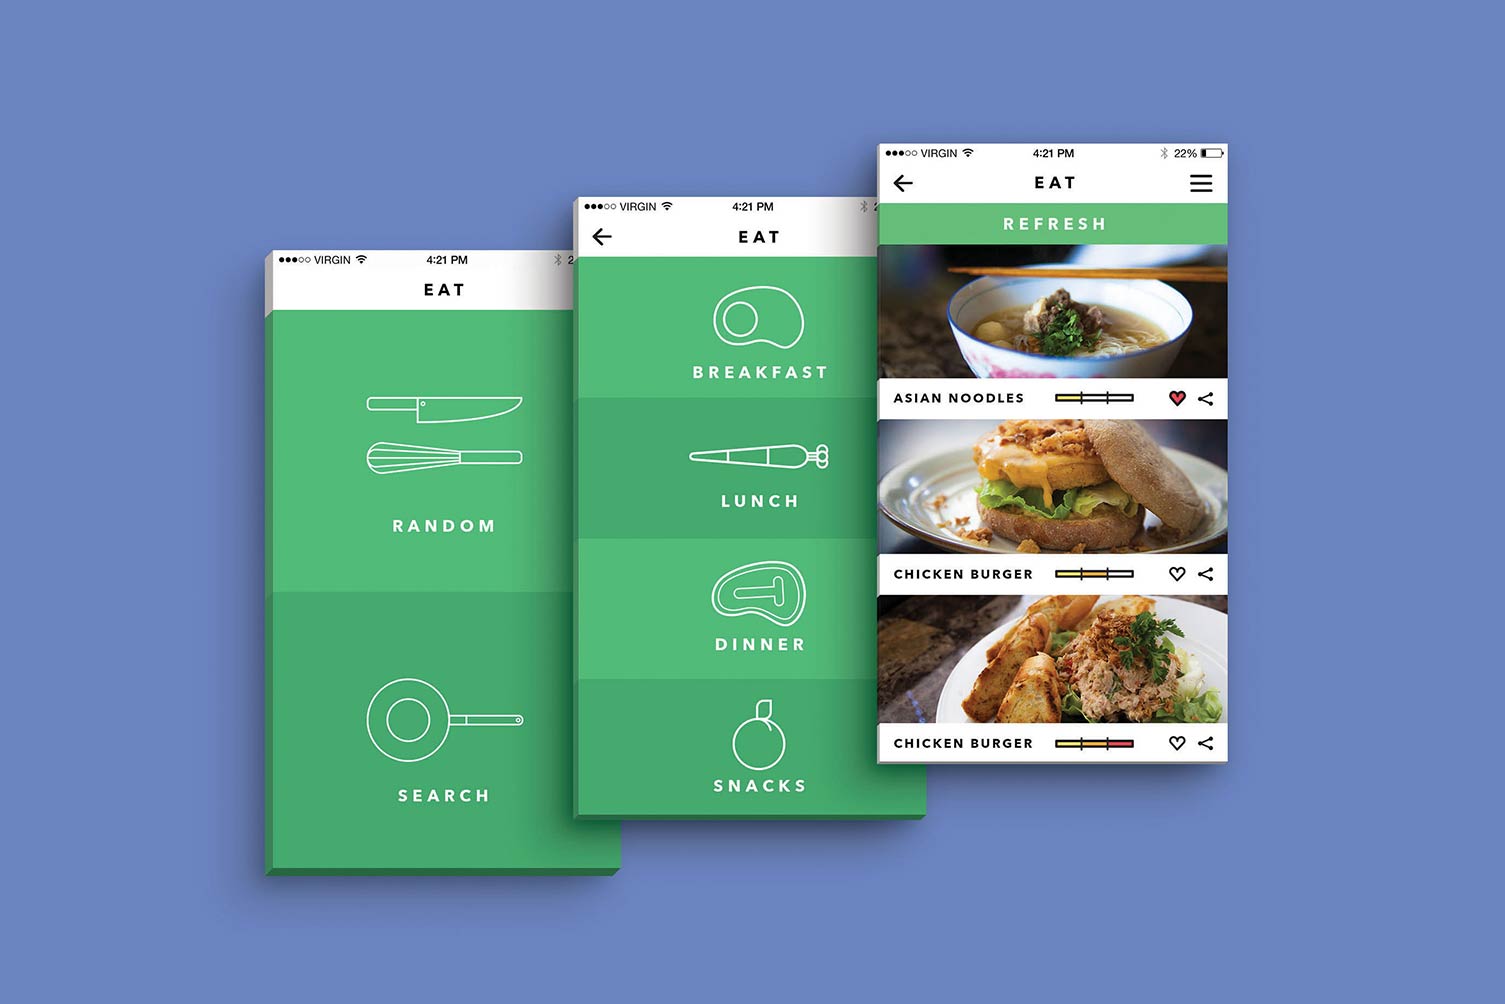 VIRGIN 4:21 PM 2
EAT
RANDOM
SEARCH
VIRGIN 4:21 PM 2
EAT
BREAKFAST
LUNCH
DINNER
SNACKS
VIRGIN 4:21 PM 22%
EAT
REFRESH
ASIAN NOODLES
CHICKEN BURGER
CHICKEN BURGER